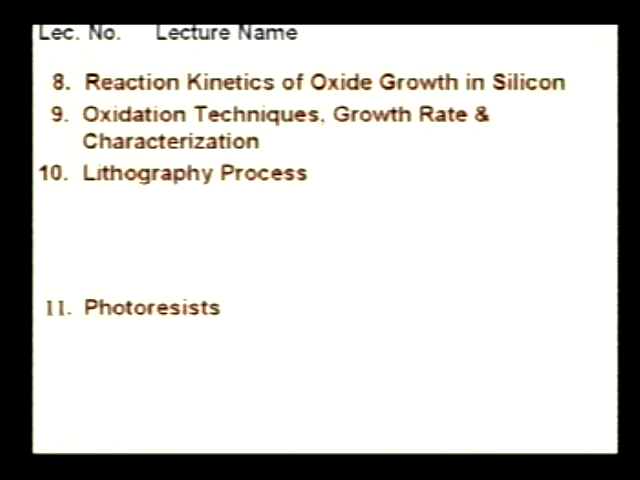 Lec. No. Lecture Name
8. Reaction Kinetics of Oxide Growth in Silicon
9. Oxidation Techniques, Growth Rate &
Characterization
10. Lithography Process
11. Photoresists